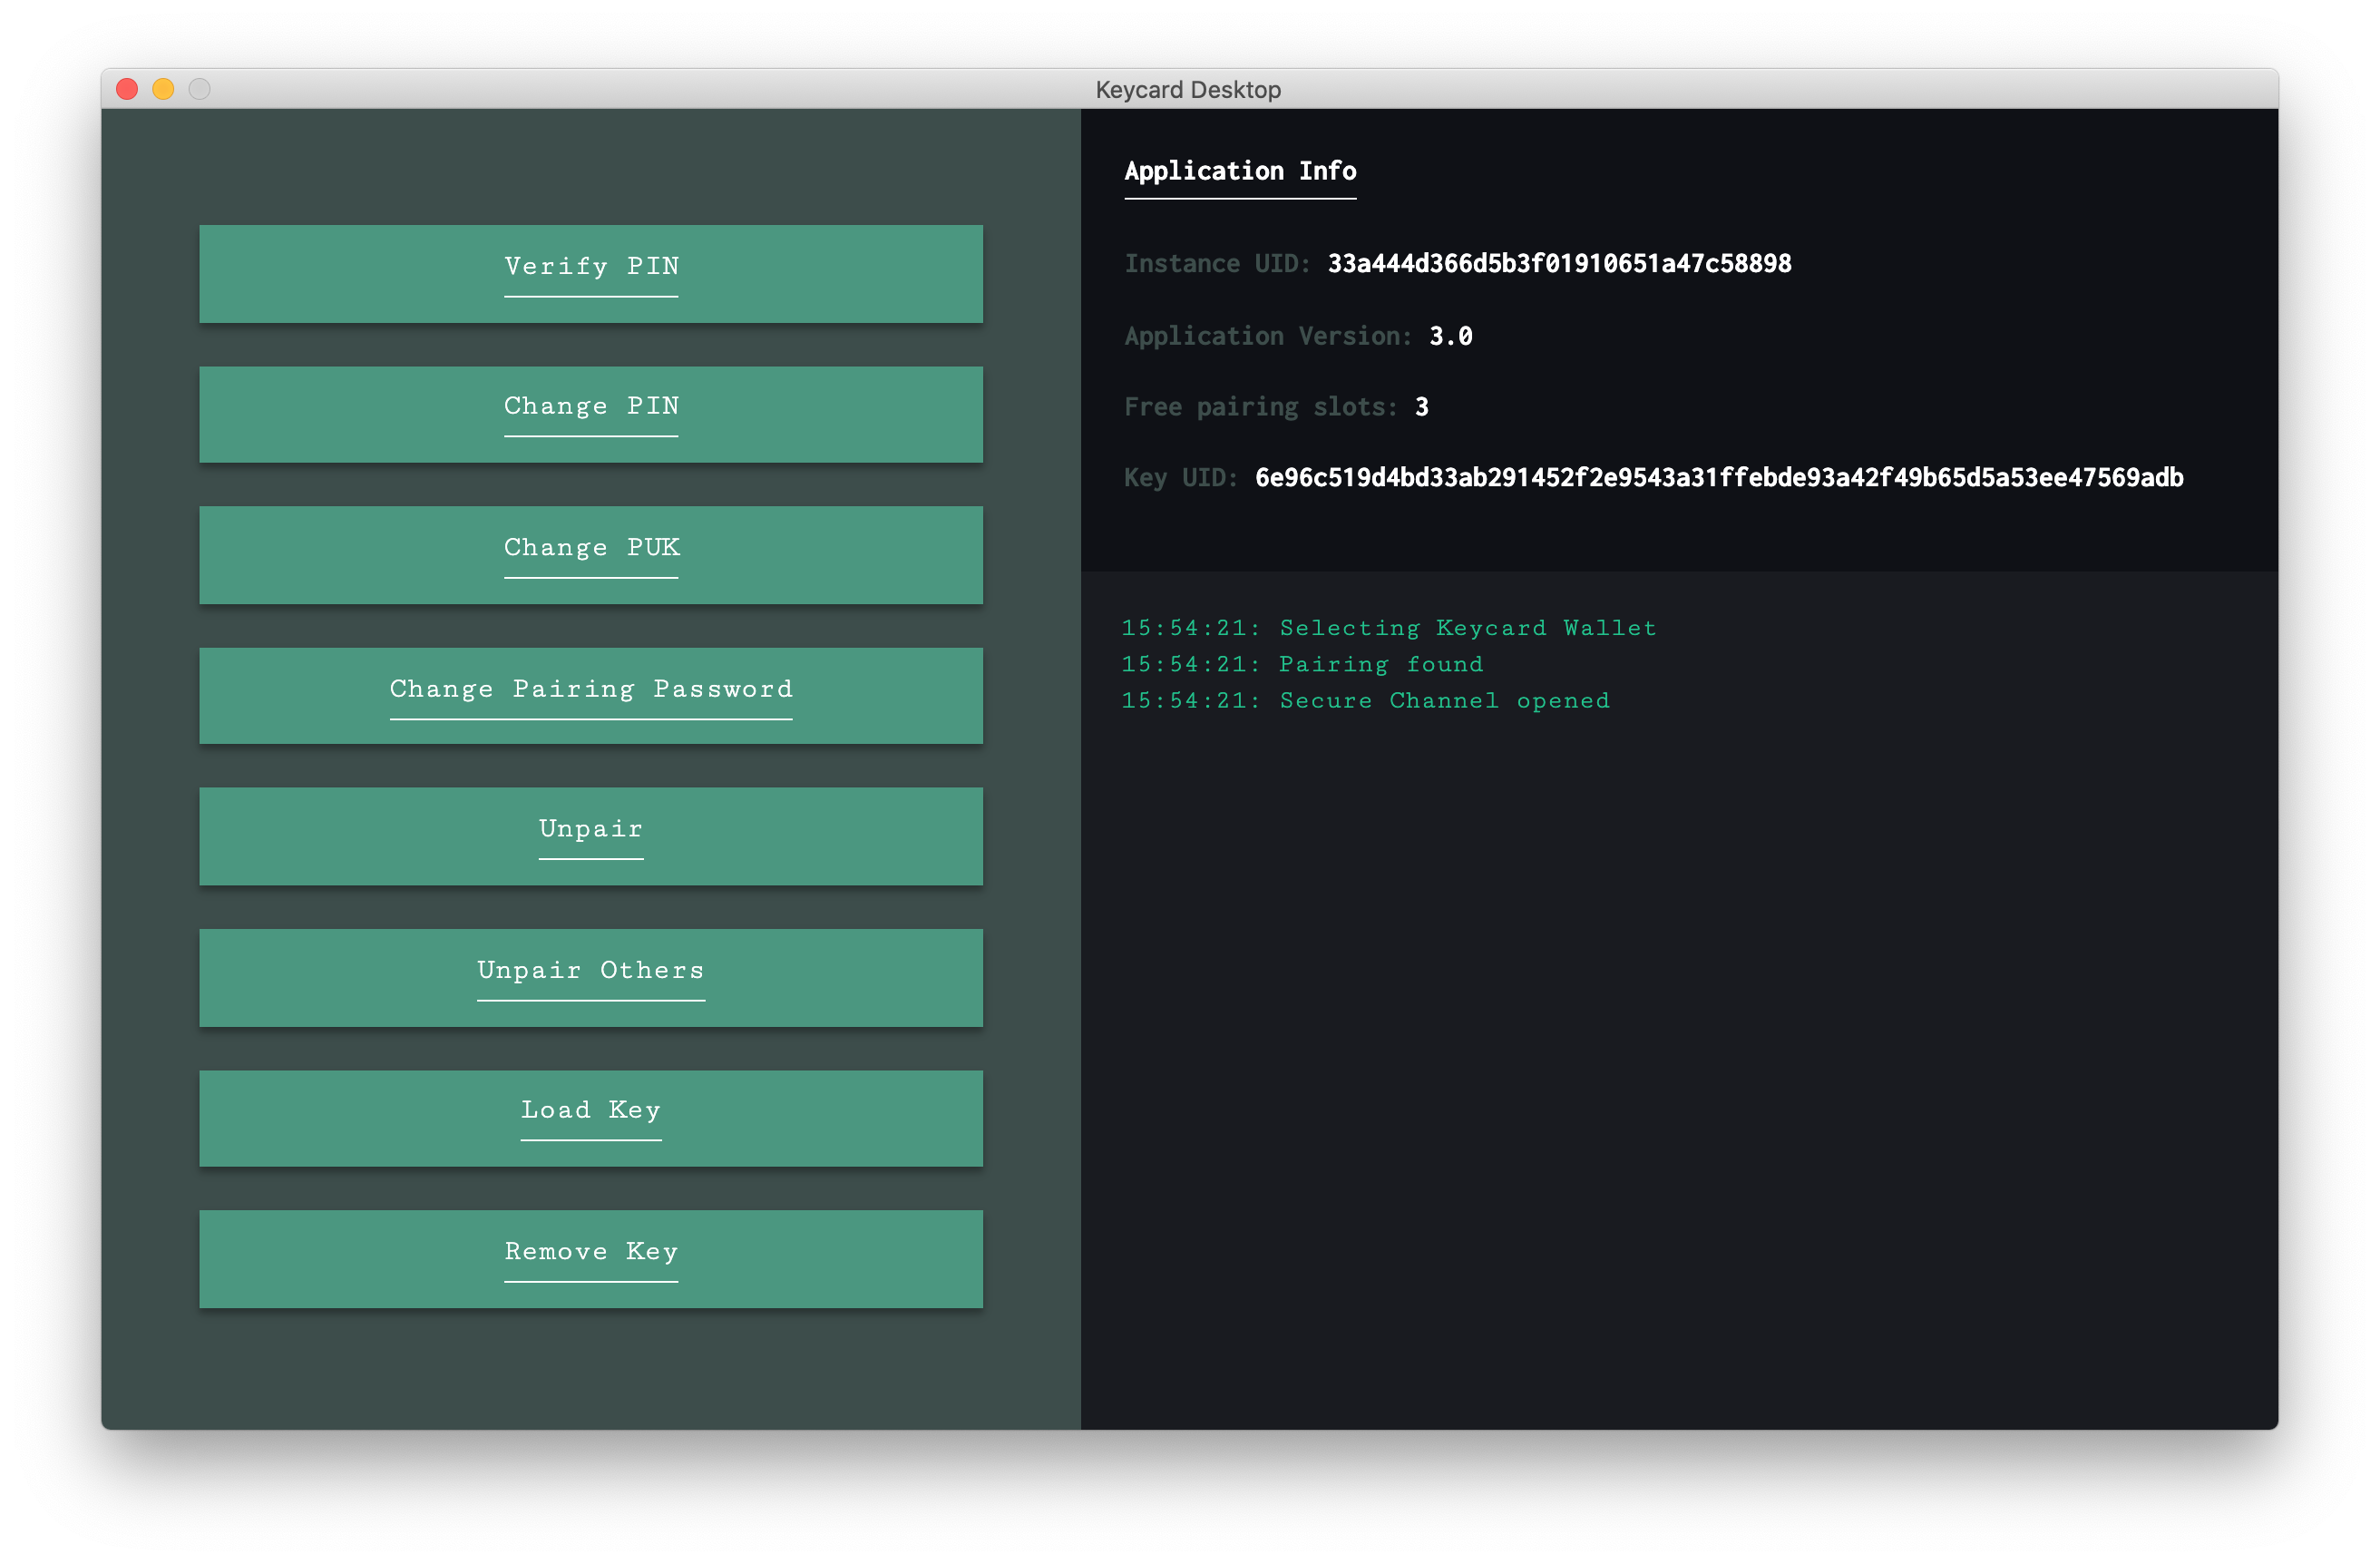 Keycard Desktop
Verify PIN
Change PIN
Change PUK
Change Pairing Password
Unpair
Unpair Others
Load Key
Remove Key
Application Info
Instance UID: 33a444d366d5b3f01910651a47c58898
Application Version: 3.0
Free pairing slots: 3
Key UID: 6e96c519d4bd33ab291452f2e9543a31ffebde93a42f49b65d5a53ee47569adb
15:54:21: Selecting Keycard Wallet
15:54:21: Pairing found
15:54:21: Secure Channel opened